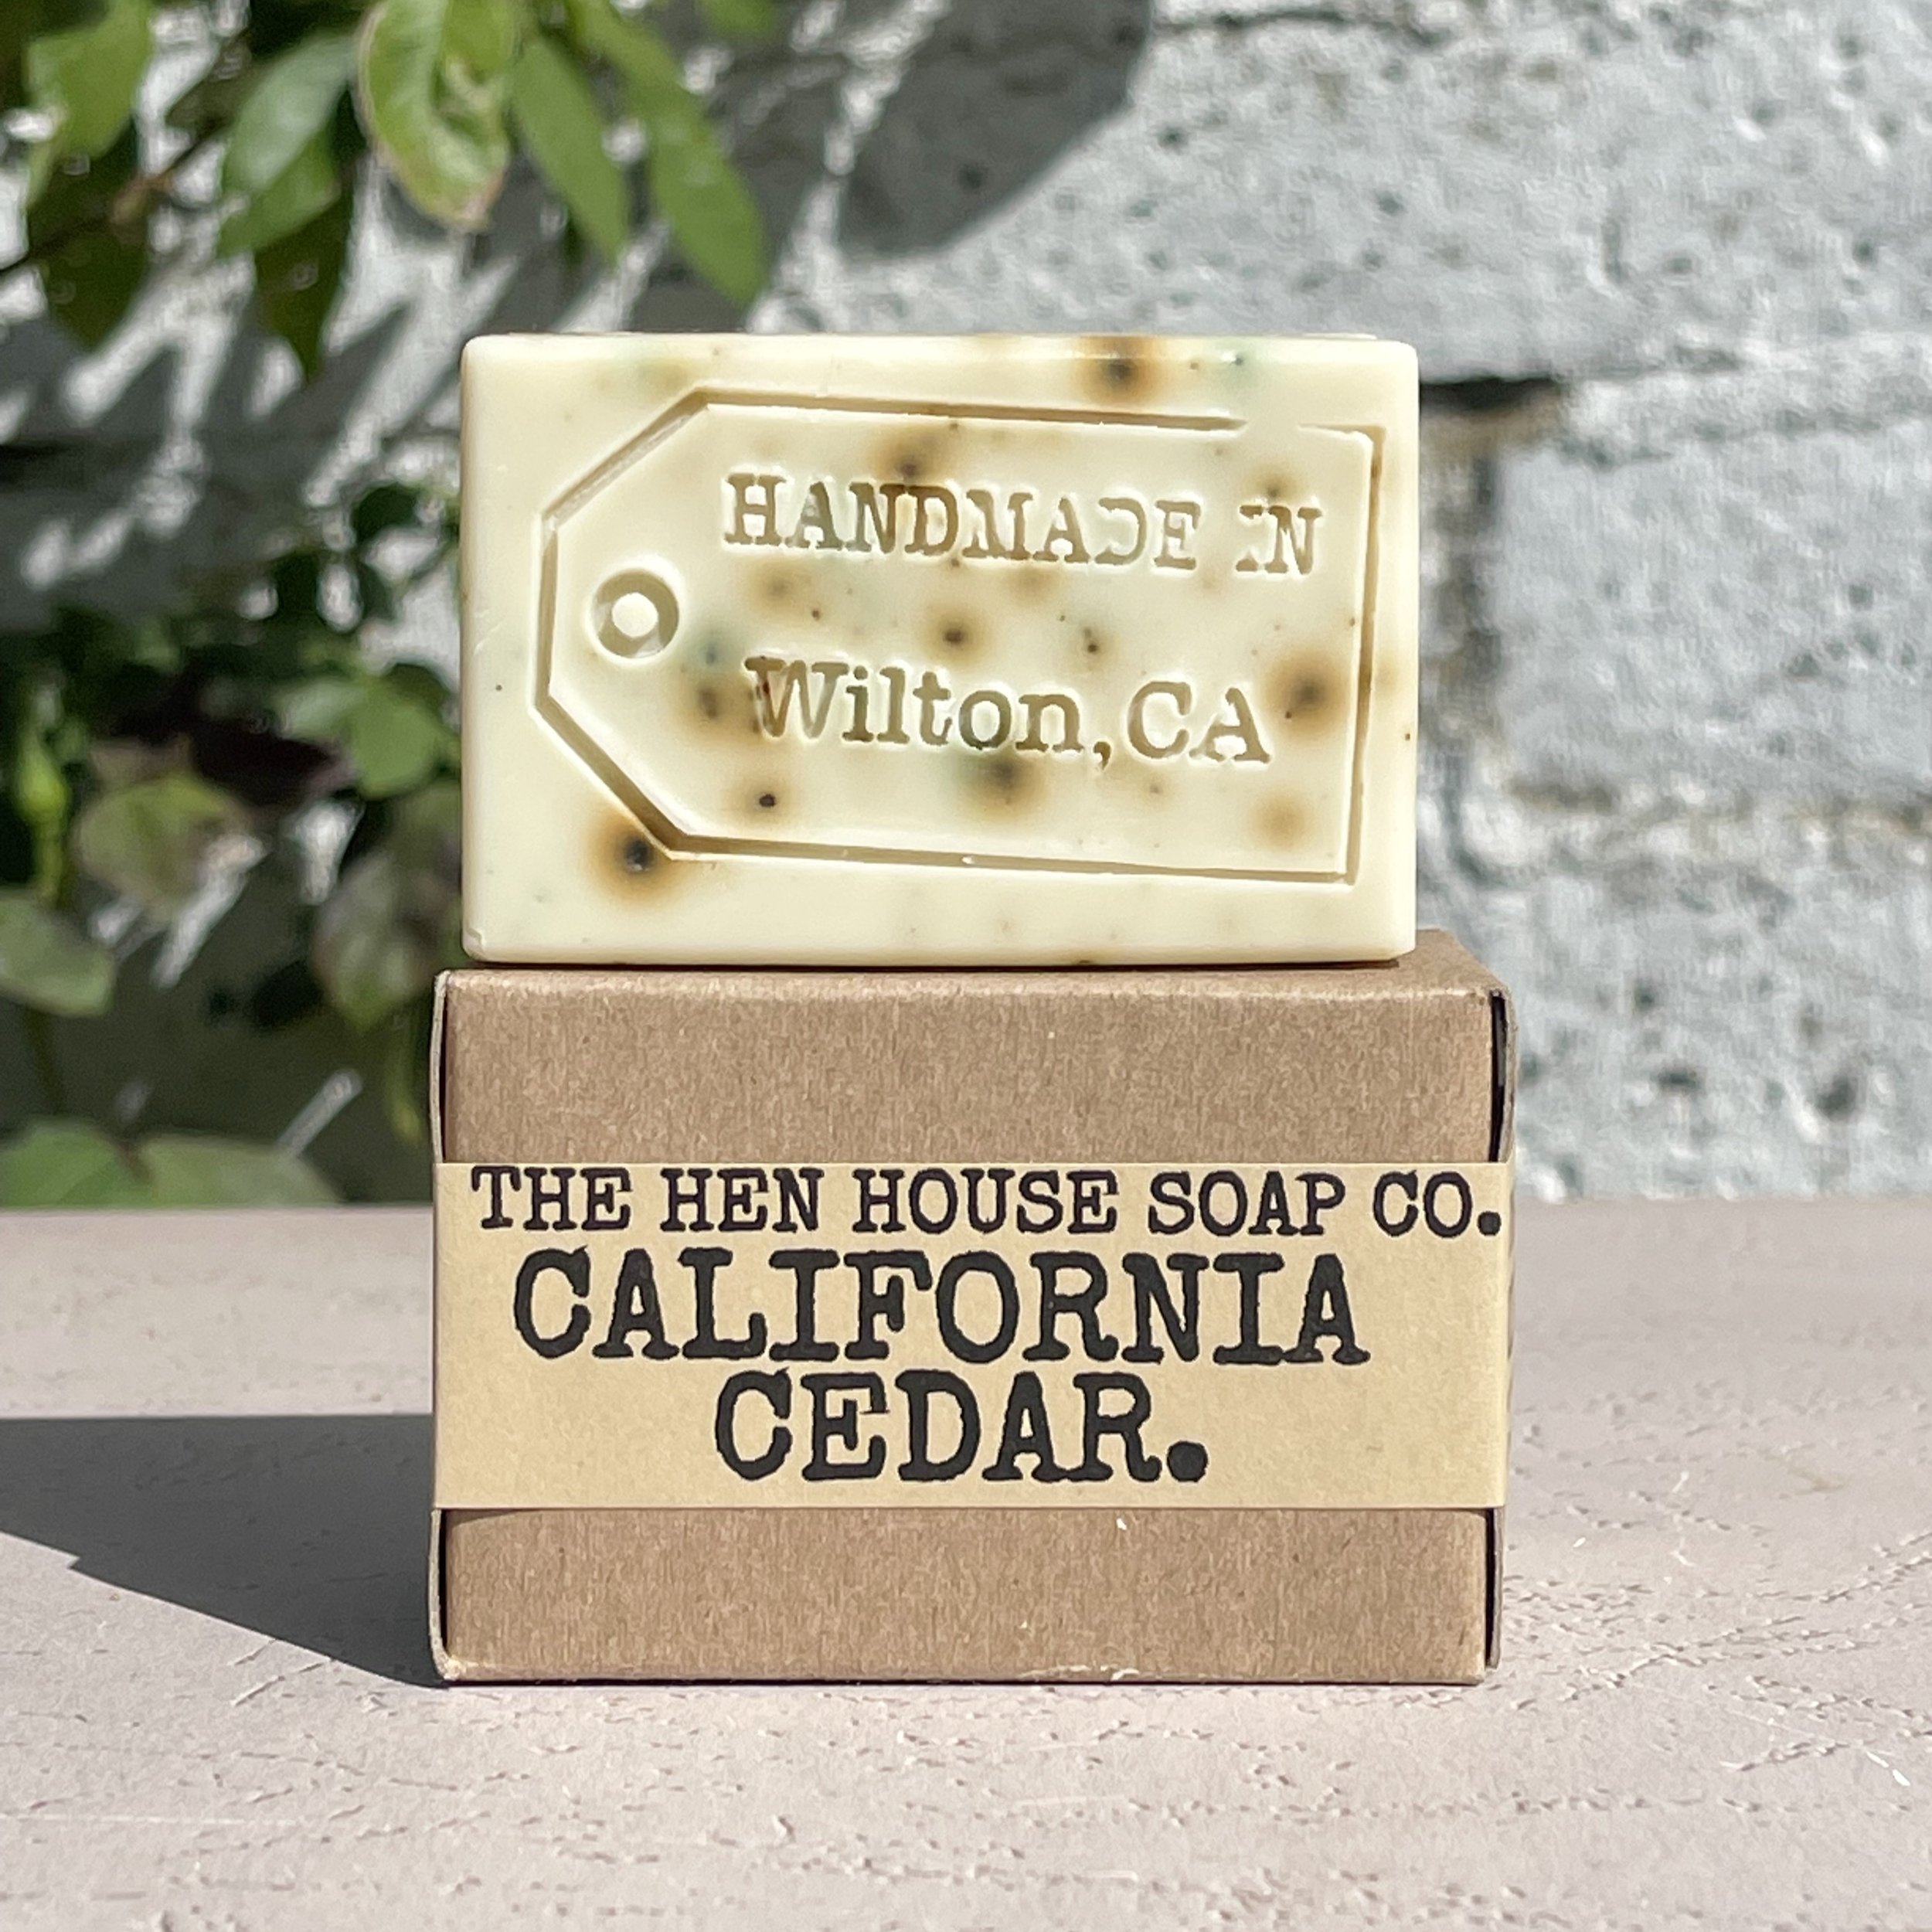 HANDMADE IN
Wilton, CA
THE HEN HOUSE SOAP CO.
CALIFORNIA
CEDAR.